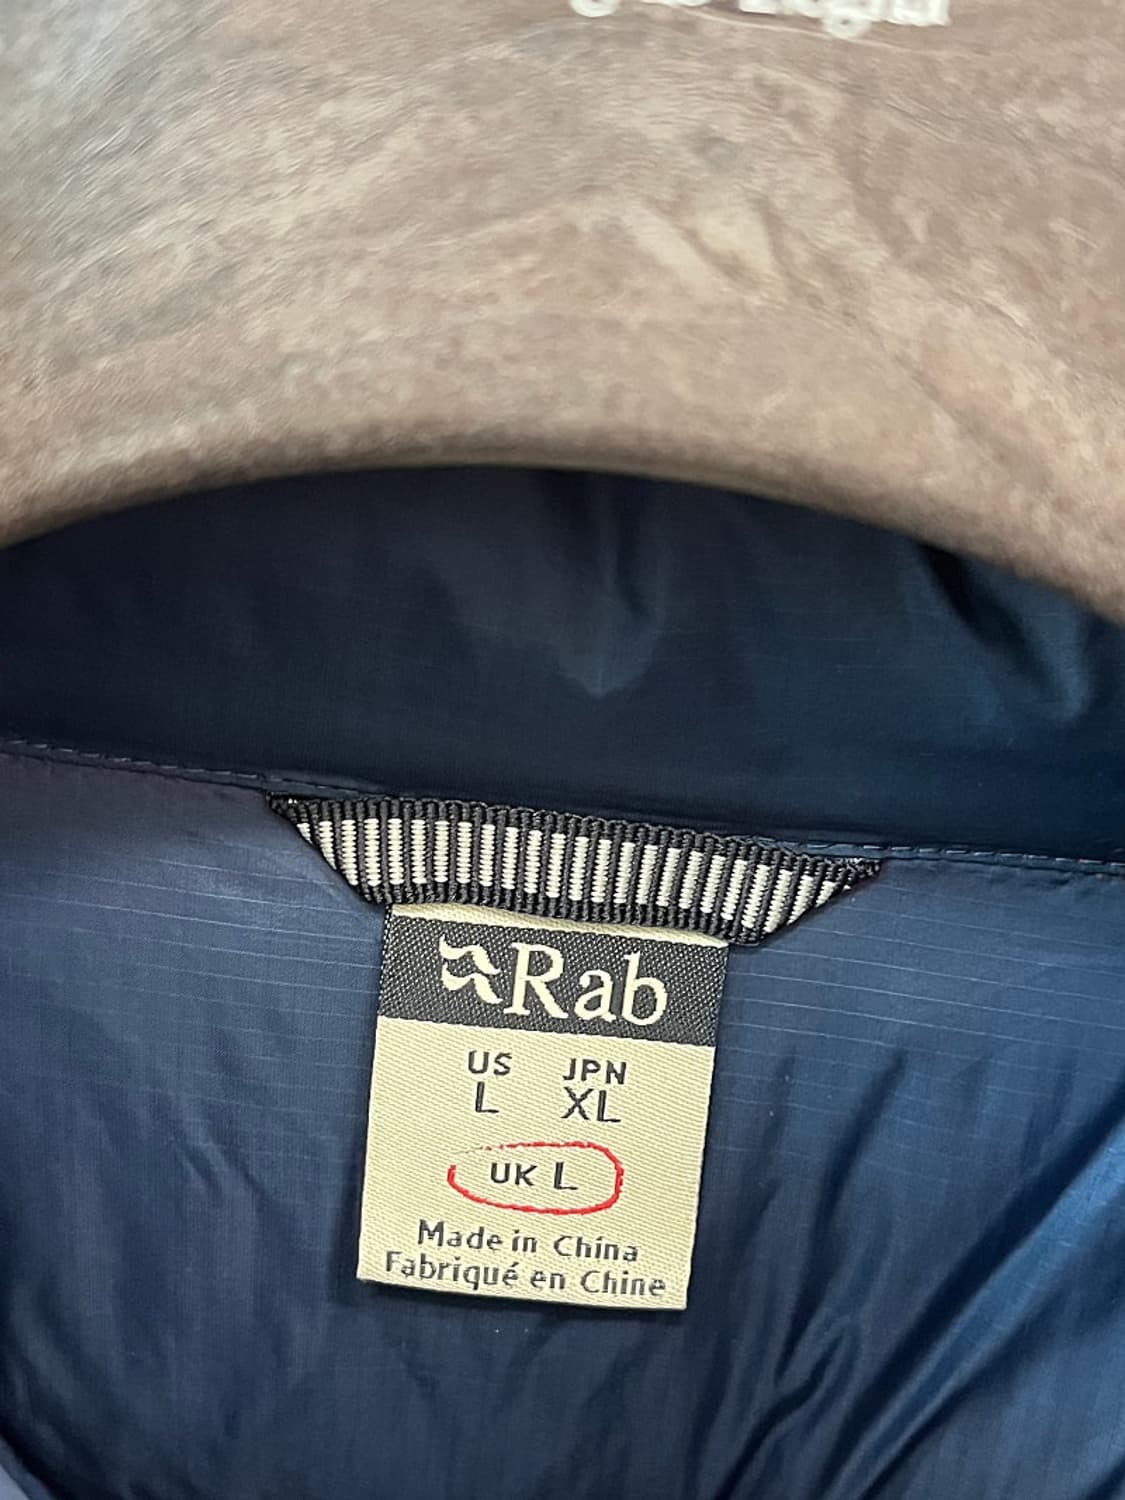 Rab
US JPN
L XL
UK L
Made in China
Fabriqué en Chine